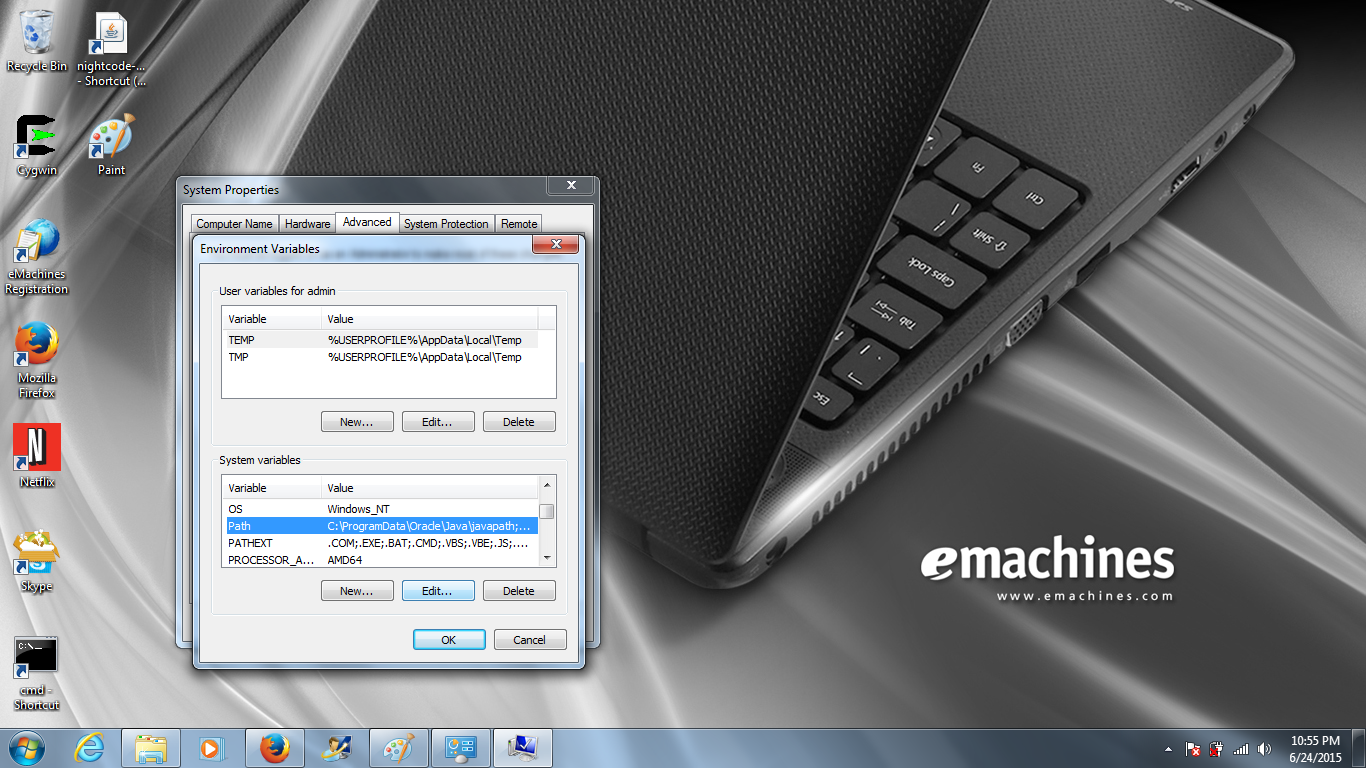 Recycle Bin
nightcode-...
- Shortcut (...
Cygwin
Paint
eMachines
Registration
Mozilla
Firefox
N
Netflix
Skype
C:\._
cmd -
Shortcut
System Properties
Computer Name Hardware Advanced System Protection Remote
Environment Variables
User variables for admin
Variable Value
TEMP %USERPROFILE%\AppData\Local\Temp
TMP %USERPROFILE%\AppData\Local\Temp
New... Edit... Delete
System variables
Variable Value
OS Windows_NT
Path C:\ProgramData\Oracle\Java\javapath;...
PATHEXT .COM;.EXE;.BAT;.CMD;.VBS;.VBE;.JS;....
PROCESSOR_A... AMD64
New... Edit... Delete
OK Cancel
Fn
Ctrl
Shift
Caps Lock
Tab
Esc
emachines
www.emachines.com
10:55 PM
6/24/2015